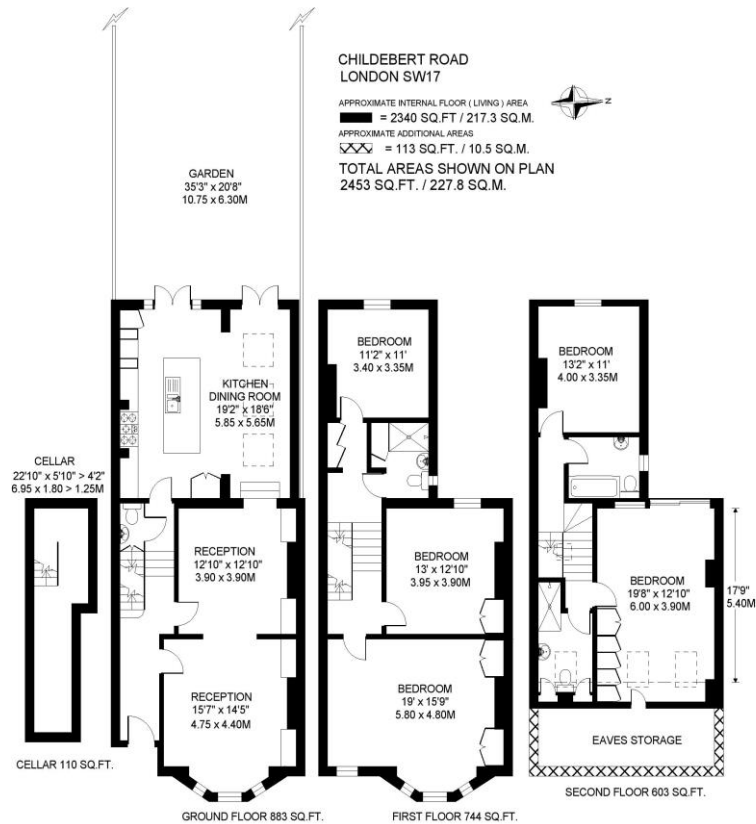 CHILDEBERT ROAD
LONDON SW17
APPROXIMATE INTERNAL FLOOR ( LIVING ) AREA
= 2340 SQ.FT / 217.3 SQ.M.
APPROXIMATE ADDITIONAL AREAS
= 113 SQ.FT. / 10.5 SQ.M.
TOTAL AREAS SHOWN ON PLAN
2453 SQ.FT. / 227.8 SQ.M.
N
GARDEN
35'3" x 20'8"
10.75 x 6.30M
KITCHEN
DINING ROOM
19'2" x 18'6"
5.85 x 5.65M
CELLAR
22'10" x 5'10" > 4'2"
6.95 x 1.80 > 1.25M
CELLAR 110 SQ.FT.
RECEPTION
12'10" x 12'10"
3.90 x 3.90M
RECEPTION
15'7" x 14'5"
4.75 x 4.40M
GROUND FLOOR 883 SQ.FT.
BEDROOM
11'2" x 11'
3.40 x 3.35M
BEDROOM
13' x 12'10"
3.95 x 3.90M
BEDROOM
19' x 15'9"
5.80 x 4.80M
FIRST FLOOR 744 SQ.FT.
BEDROOM
13'2" x 11'
4.00 x 3.35M
BEDROOM
19'8" x 12'10"
6.00 x 3.90M
17'9"
5.40M
EAVES STORAGE
SECOND FLOOR 603 SQ.FT.